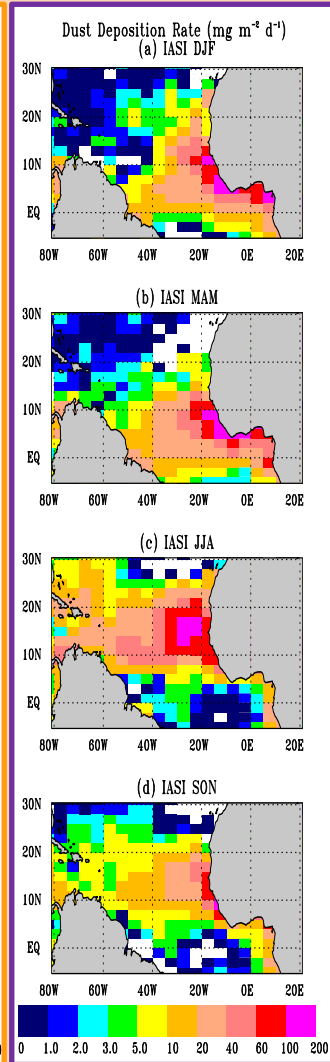 Dust Deposition Rate (mg m⁻² d⁻¹)
(a) IASI DJF
30N
20N
10N
EQ
80W 60W 40W 20W 0E 20E
(b) IASI MAM
30N
20N
10N
EQ
80W 60W 40W 20W 0E 20E
(c) IASI JJA
30N
20N
10N
EQ
80W 60W 40W 20W 0E 20E
(d) IASI SON
30N
20N
10N
EQ
80W 60W 40W 20W 0E 20E
0 1.0 2.0 3.0 5.0 10 20 40 60 100 200